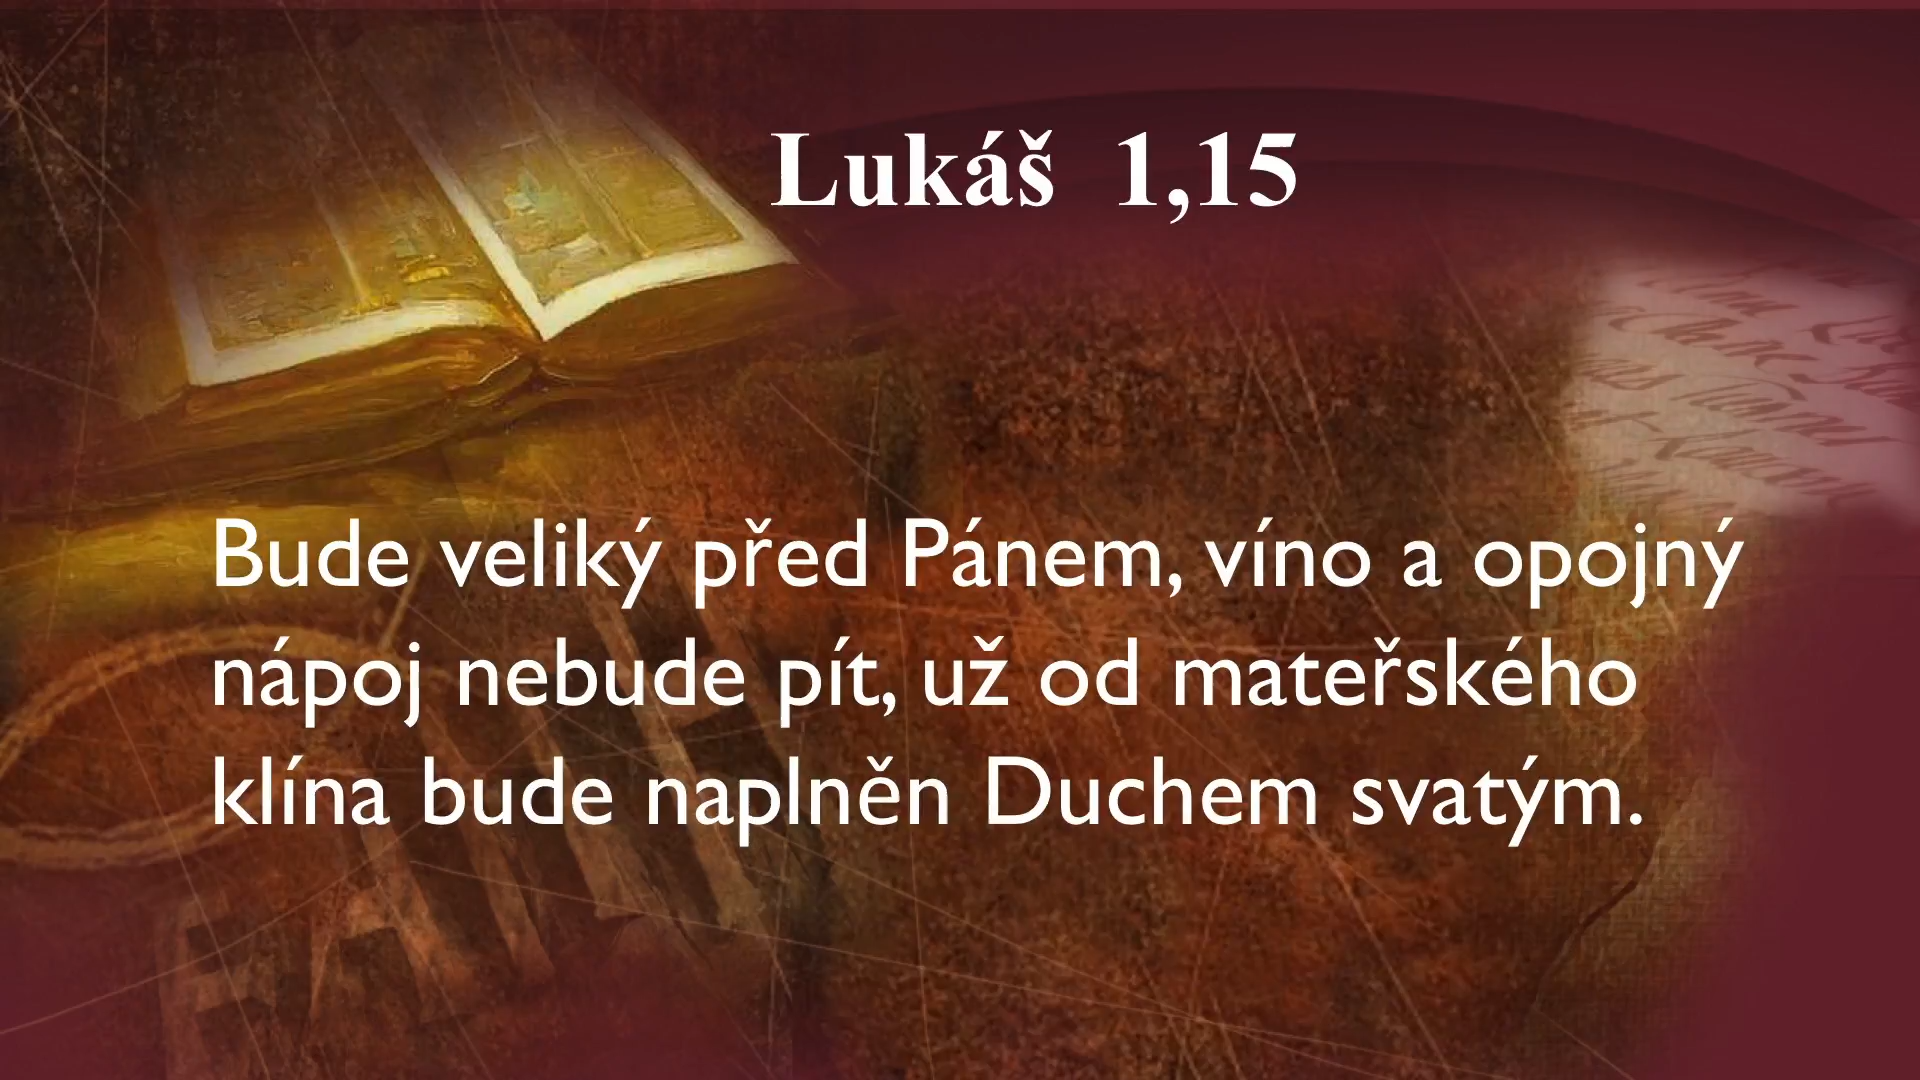 Lukáš 1,15
Bude veliký před Pánem, víno a opojný
nápoj nebude pít, už od mateřského
klína bude naplněn Duchem svatým.
FAITH